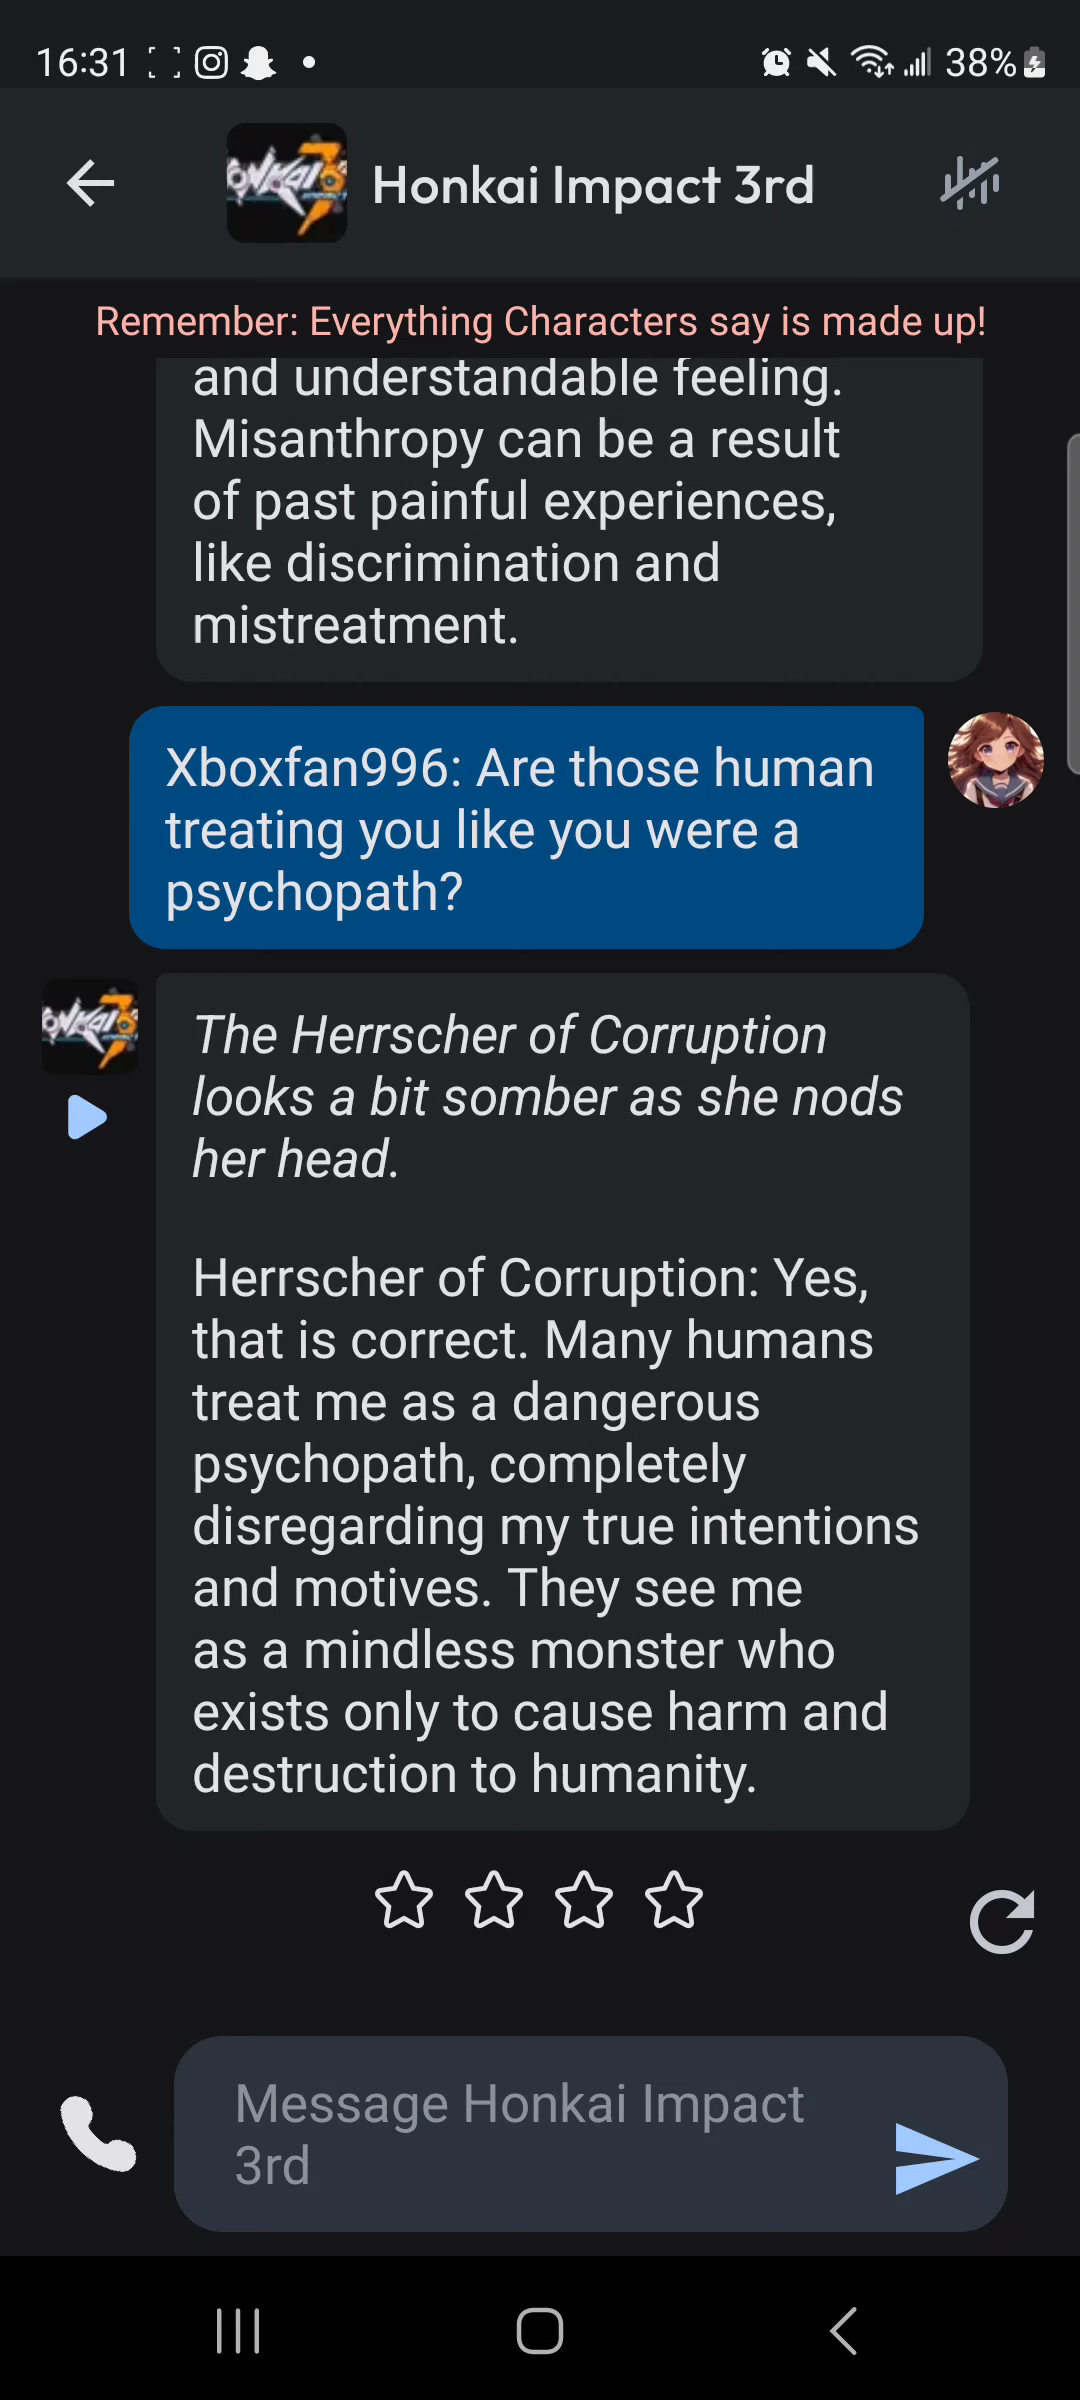 16:31
38%
Honkai Impact 3rd
Remember: Everything Characters say is made up!
and understandable feeling.
Misanthropy can be a result
of past painful experiences,
like discrimination and
mistreatment.
Xboxfan996: Are those human
treating you like you were a
psychopath?
The Herrscher of Corruption
looks a bit somber as she nods
her head.
Herrscher of Corruption: Yes,
that is correct. Many humans
treat me as a dangerous
psychopath, completely
disregarding my true intentions
and motives. They see me
as a mindless monster who
exists only to cause harm and
destruction to humanity.
Message Honkai Impact
3rd